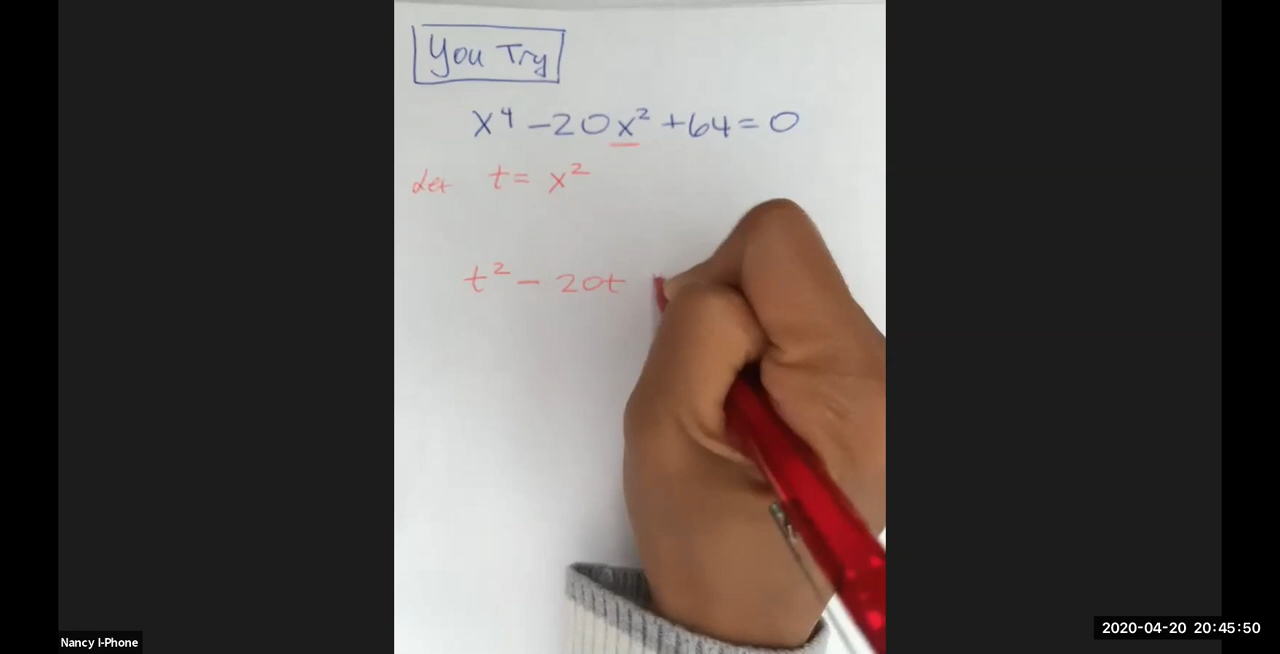 You Try
x⁴ - 20x² + 64 = 0
Let t = x²
t² - 20t
Nancy I-Phone
2020-04-20 20:45:50